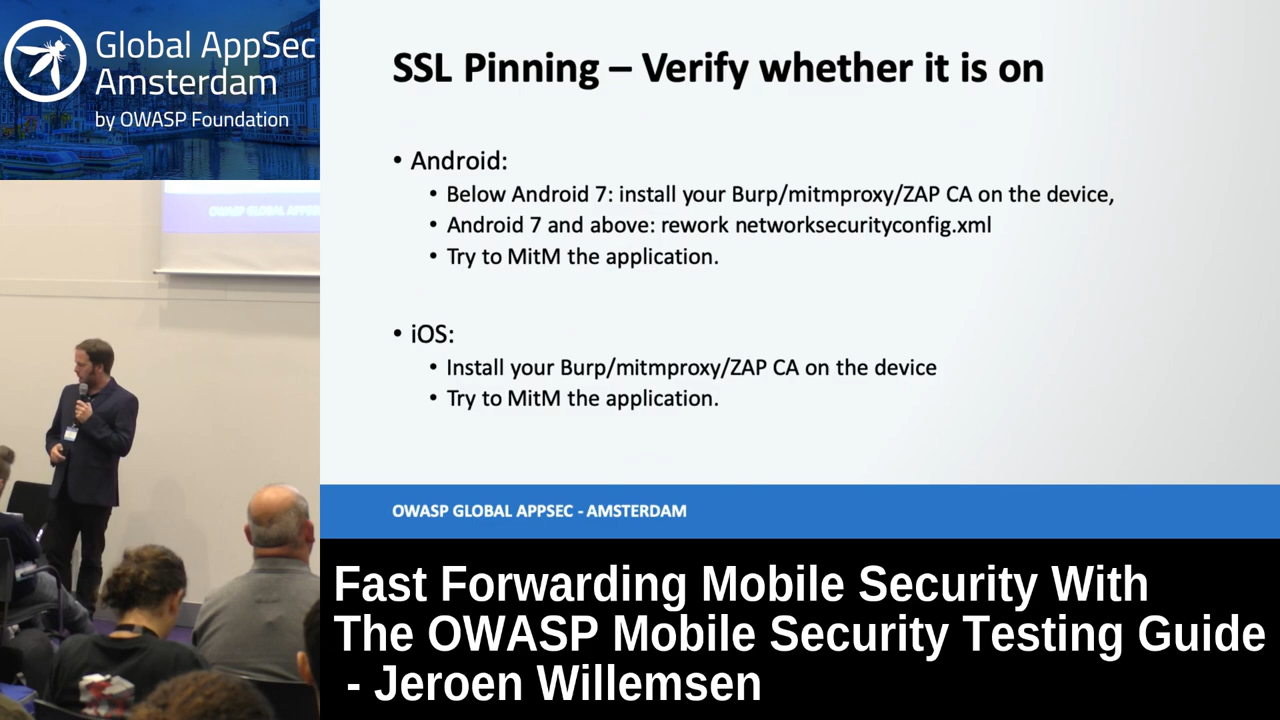 Global AppSec
Amsterdam
by OWASP Foundation
SSL Pinning – Verify whether it is on
• Android:
• Below Android 7: install your Burp/mitmproxy/ZAP CA on the device,
• Android 7 and above: rework networksecurityconfig.xml
• Try to MitM the application.
• iOS:
• Install your Burp/mitmproxy/ZAP CA on the device
• Try to MitM the application.
OWASP GLOBAL APPSEC - AMSTERDAM
OWASP GLOBAL APPSE
Fast Forwarding Mobile Security With
The OWASP Mobile Security Testing Guide
- Jeroen Willemsen